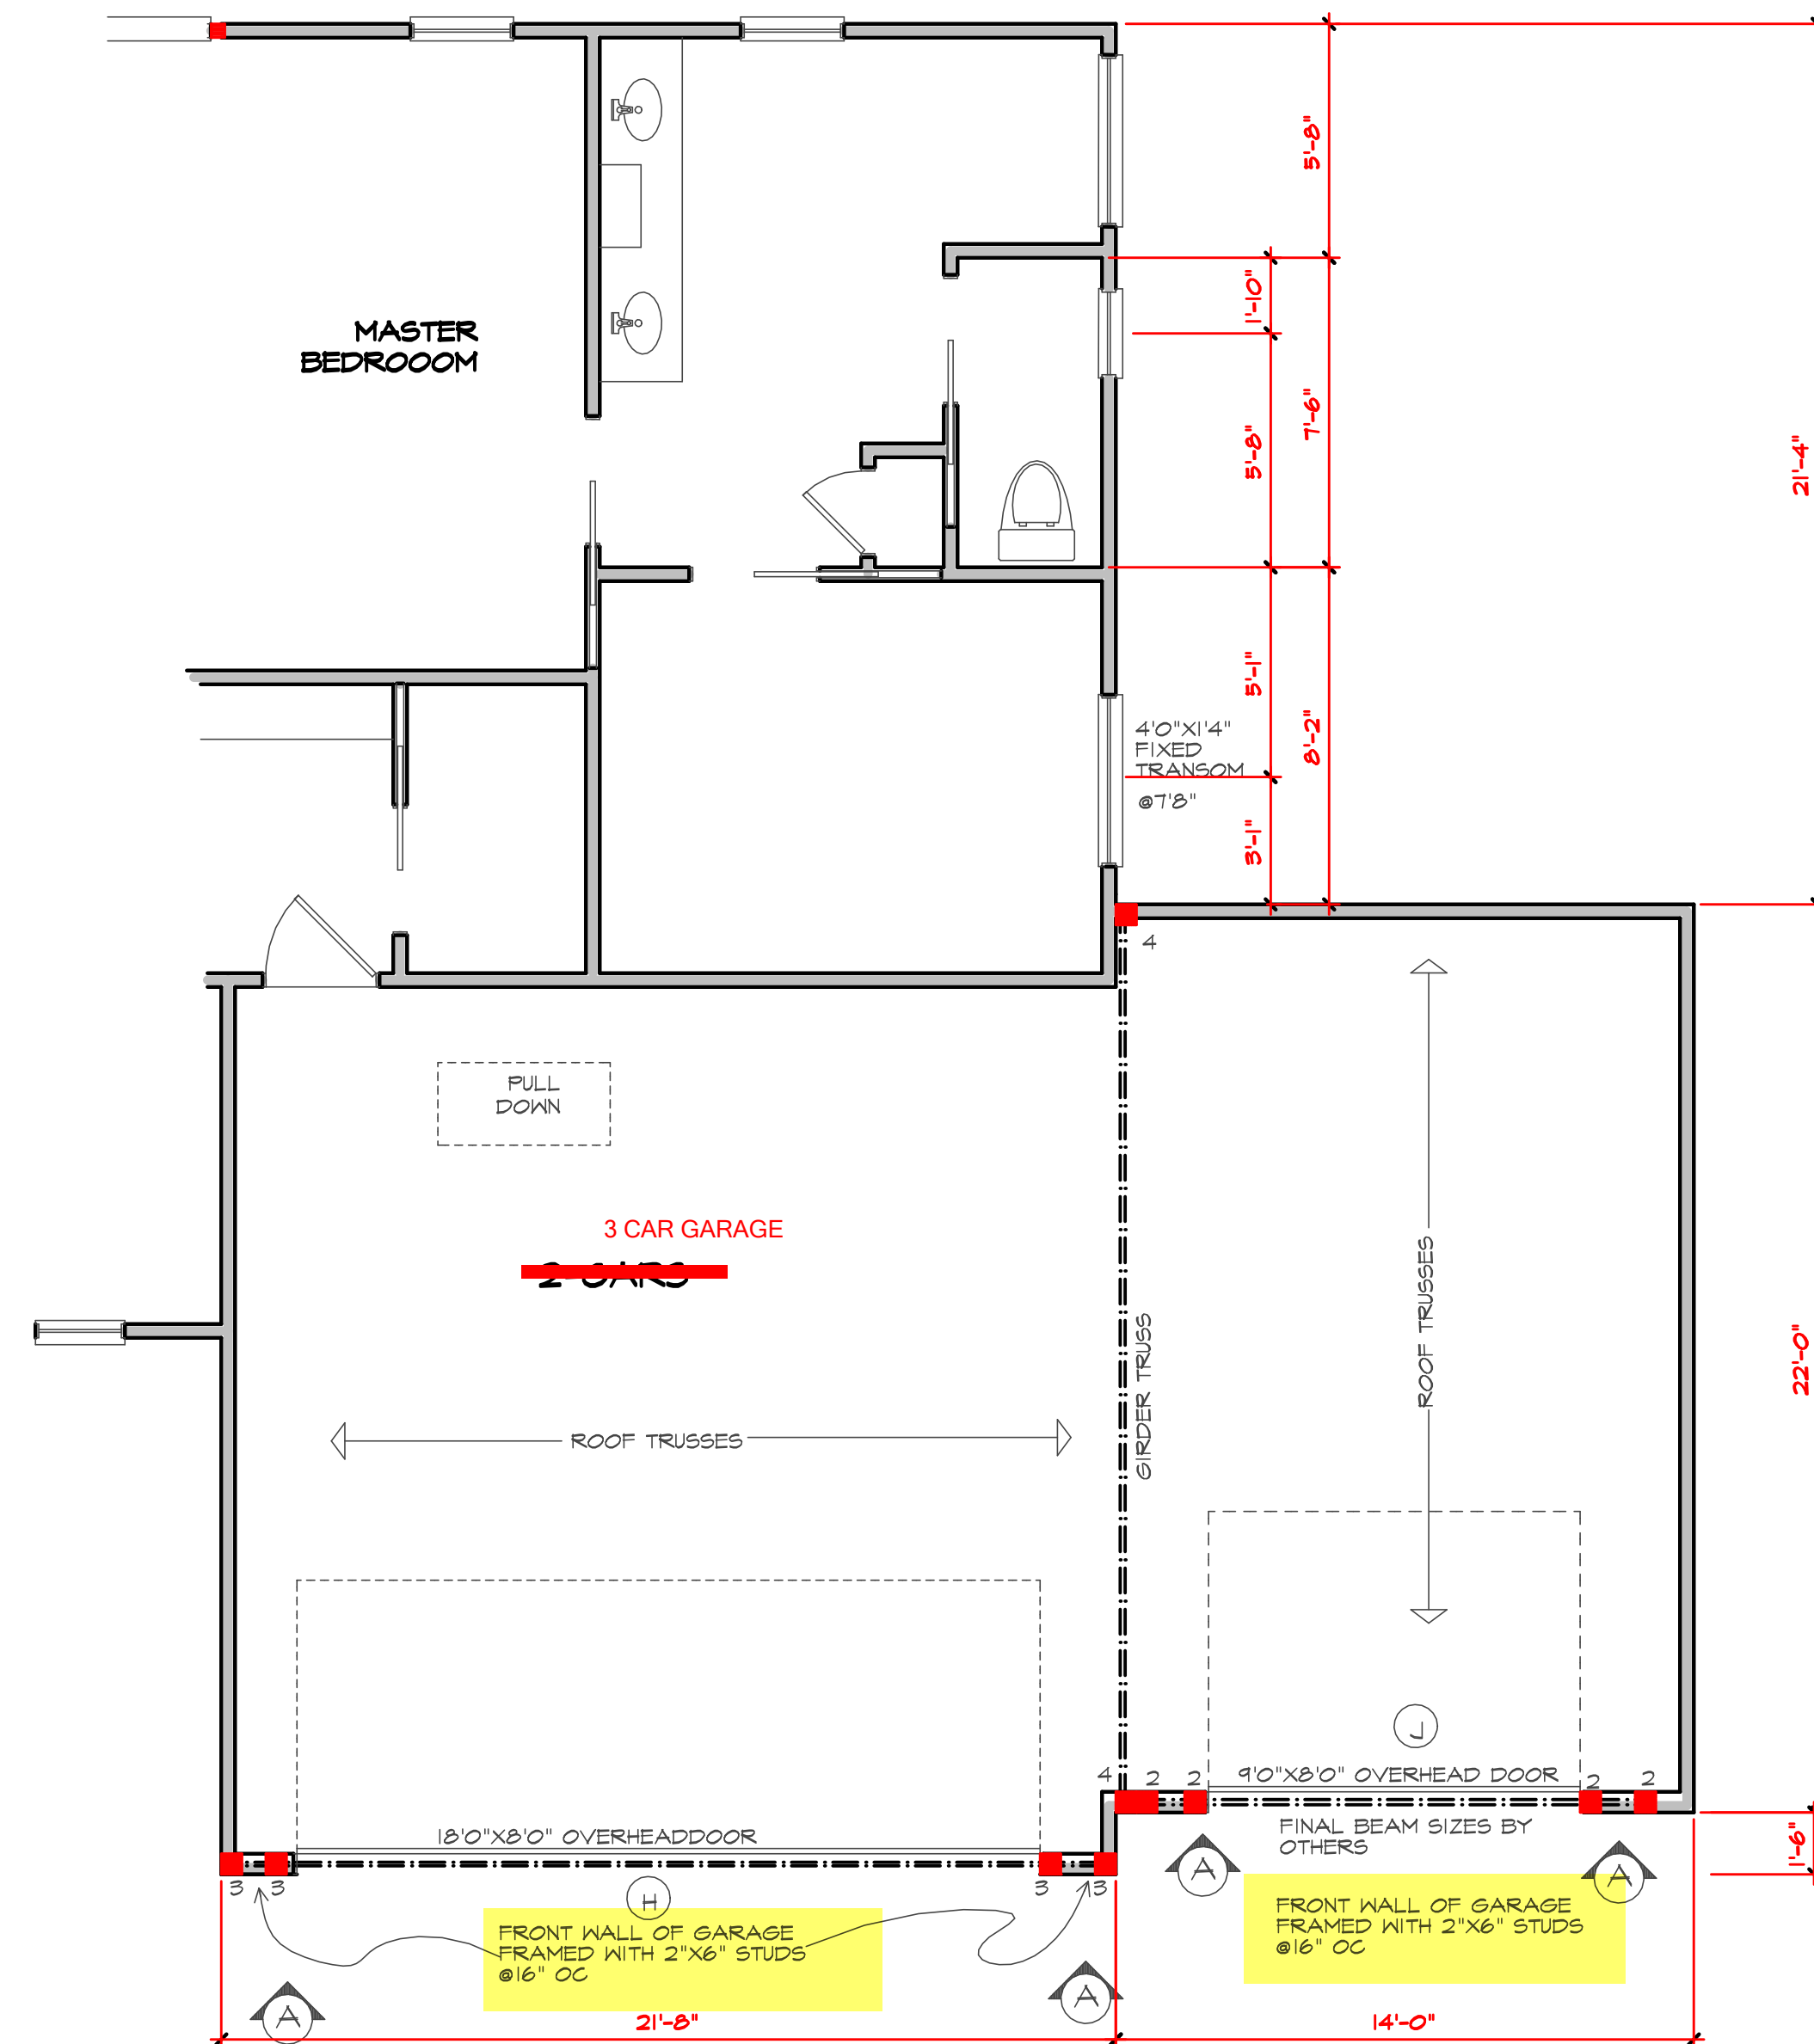 5'-8"
21'-4"
1'-10"
7'-6"
5'-8"
MASTER
BEDROOOM
5'-1"
8'-2"
4'0"X1'4"
FIXED
TRANSOM
@7'8"
3'-1"
4
PULL
DOWN
3 CAR GARAGE
2 CARS
ROOF TRUSSES
GIRDER TRUSS
ROOF TRUSSES
22'-0"
J
4 2 2 9'0"X8'0" OVERHEAD DOOR 2 2
18'0"X8'0" OVERHEADDOOR
FINAL BEAM SIZES BY
OTHERS
1'-6"
3 3 H 3 3
A A
FRONT WALL OF GARAGE
FRAMED WITH 2"X6" STUDS
@16" OC
FRONT WALL OF GARAGE
FRAMED WITH 2"X6" STUDS
@16" OC
A A
21'-8"
14'-0"